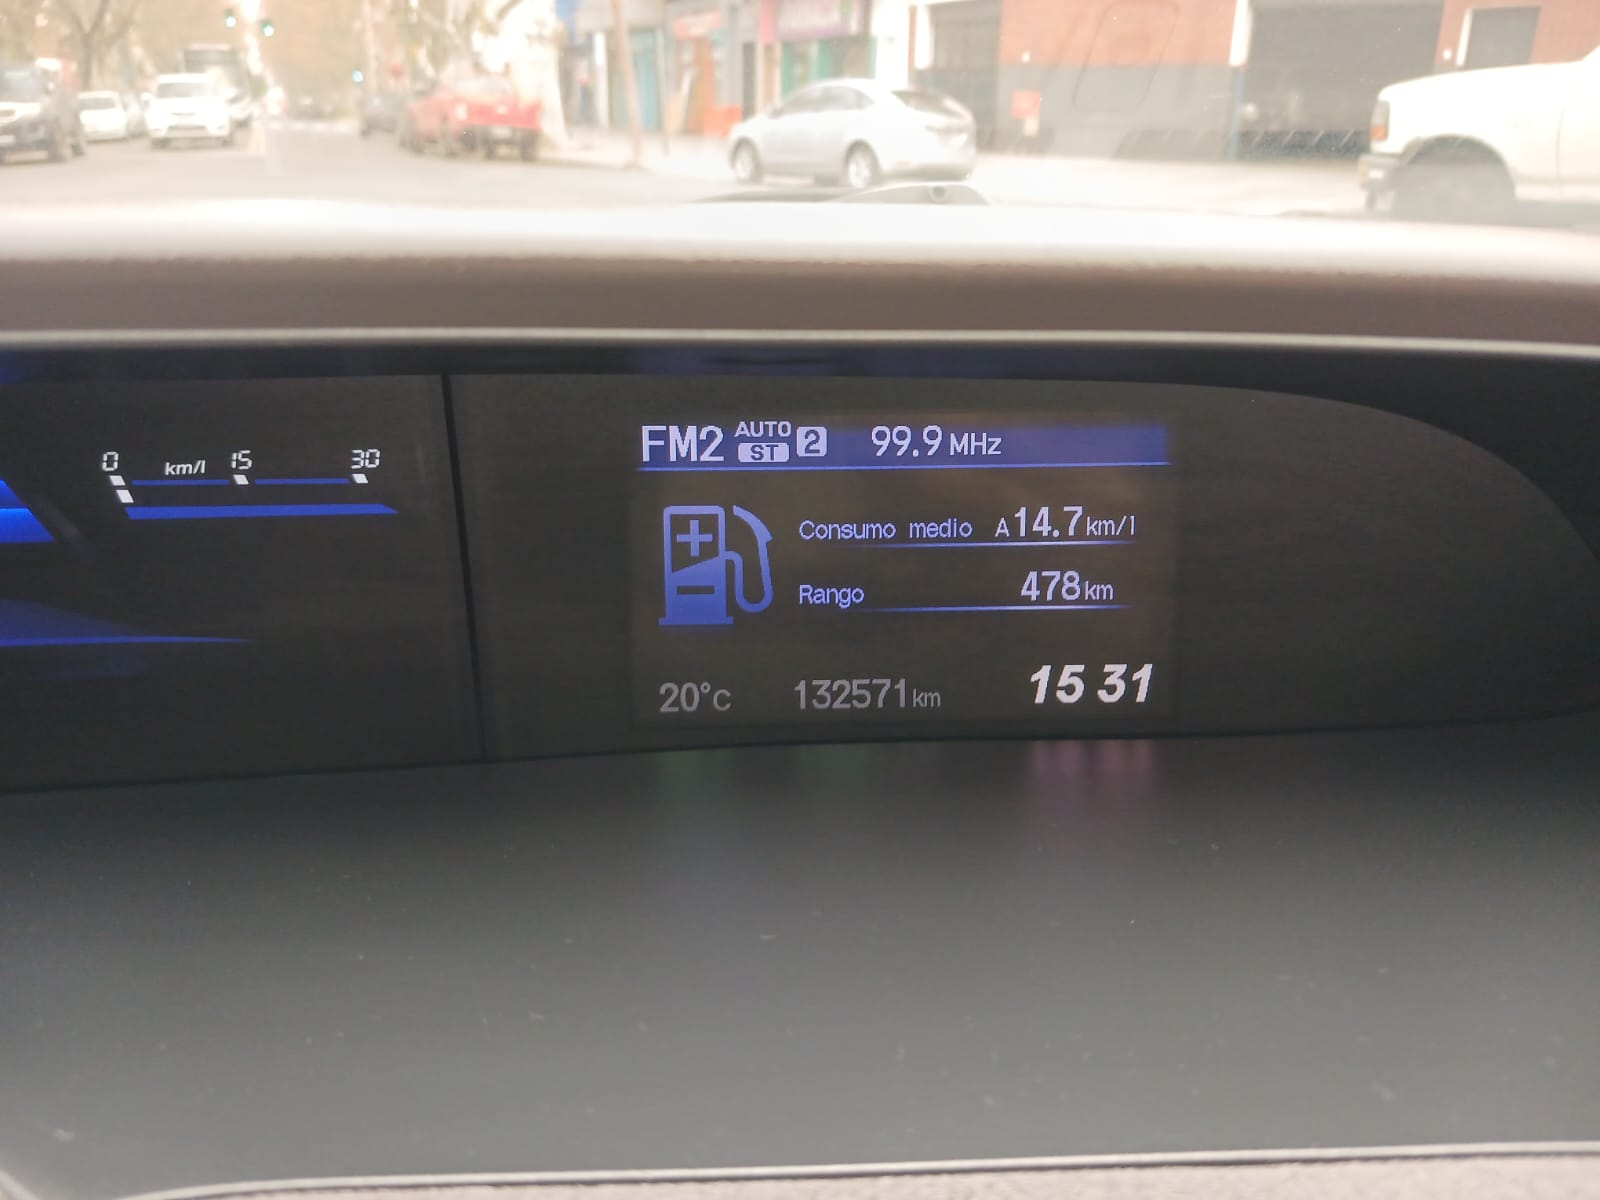 0 km/l 15 30
FM2 AUTO ST 2 99.9 MHz
Consumo medio A 14.7 km/l
Rango 478 km
20°C 132571 km 15 31